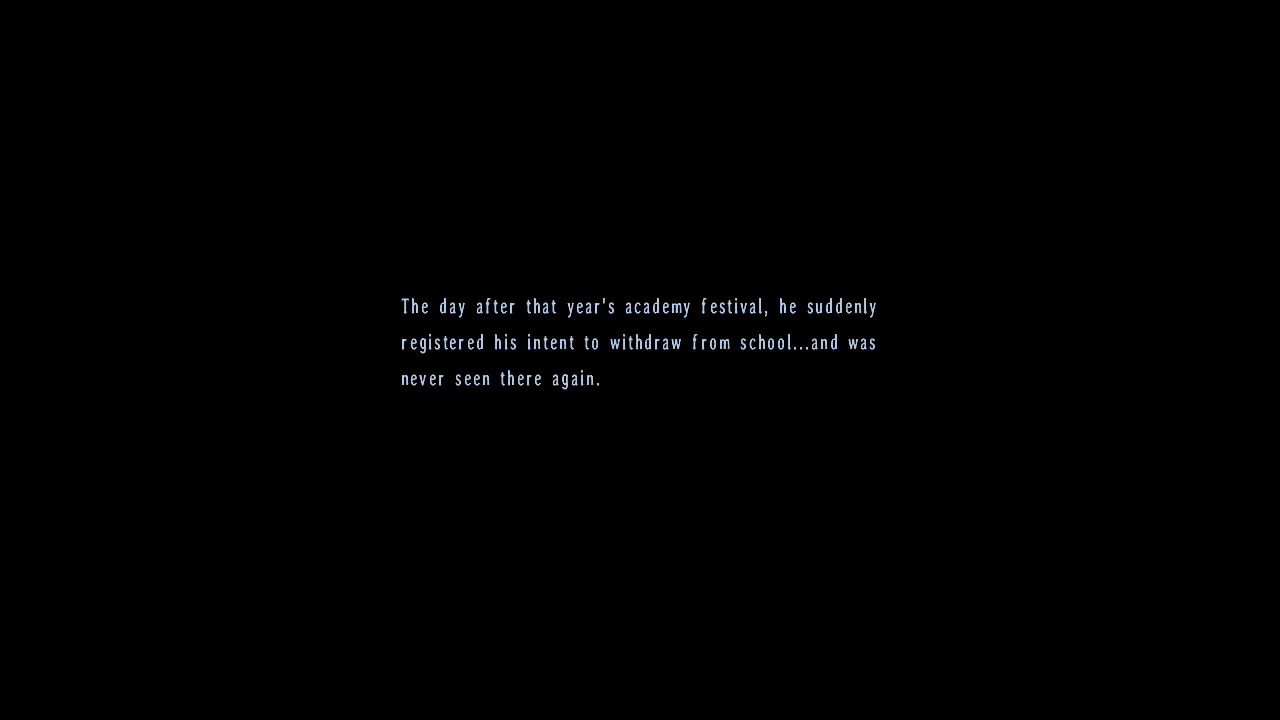 The day after that year's academy festival, he suddenly
registered his intent to withdraw from school...and was
never seen there again.